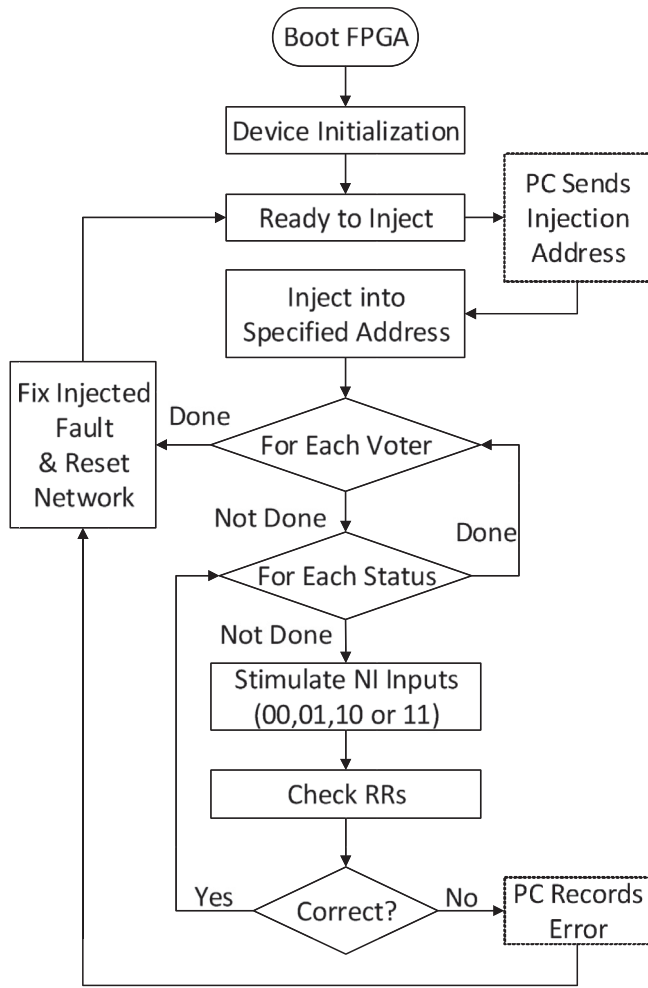 Boot FPGA
Device Initialization
Ready to Inject
PC Sends
Injection
Address
Inject into
Specified Address
Fix Injected
Fault
& Reset
Network
Done
For Each Voter
Not Done
Done
For Each Status
Not Done
Stimulate NI Inputs
(00,01,10 or 11)
Check RRs
Yes
Correct?
No
PC Records
Error